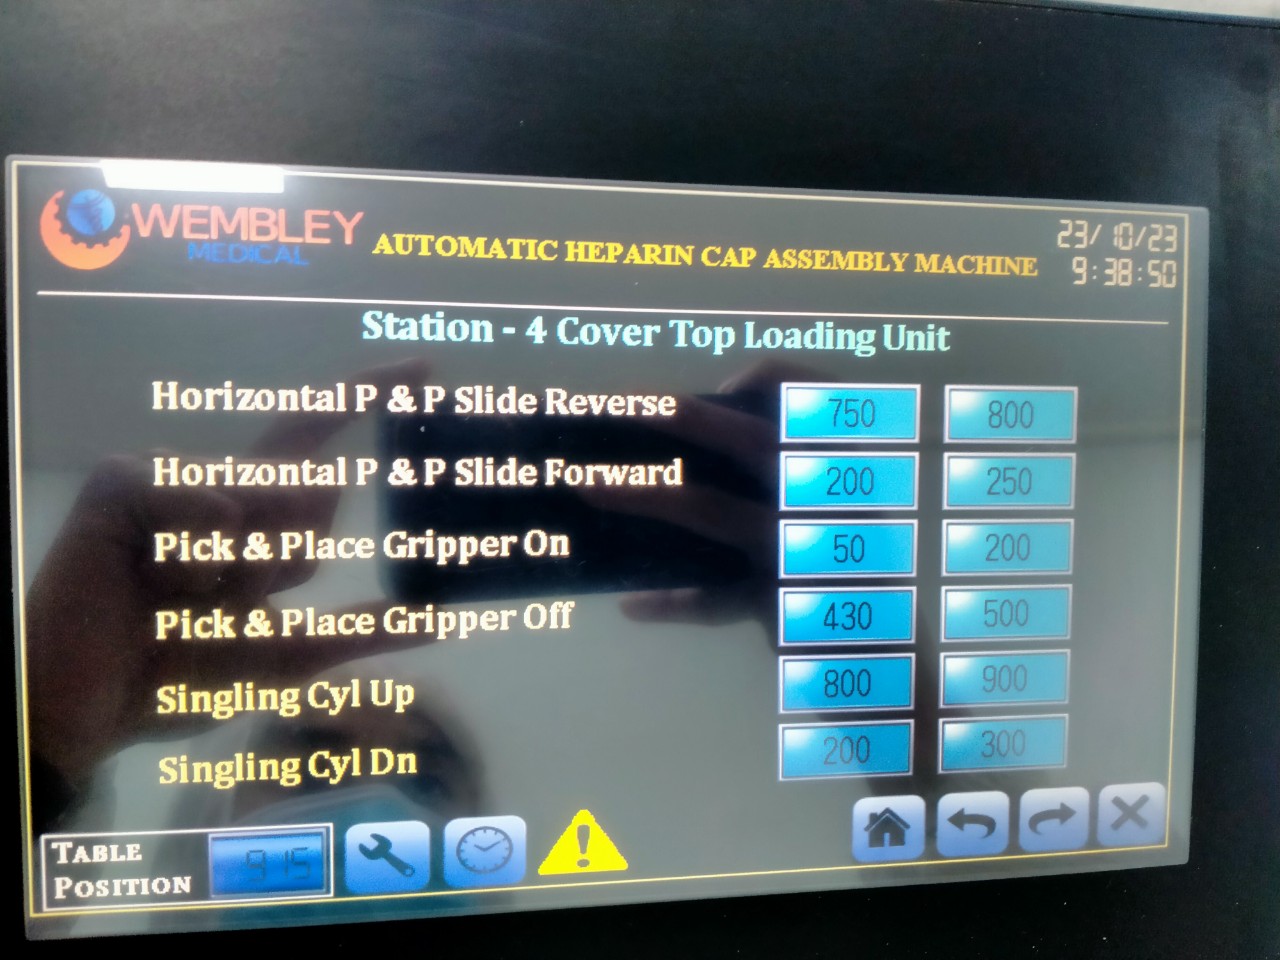 WEMBLEY
MEDICAL
AUTOMATIC HEPARIN CAP ASSEMBLY MACHINE
23/10/23
9:38:50
Station - 4 Cover Top Loading Unit
Horizontal P & P Slide Reverse 750 800
Horizontal P & P Slide Forward 200 250
Pick & Place Gripper On 50 200
Pick & Place Gripper Off 430 500
Singling Cyl Up 800 900
Singling Cyl Dn 200 300
TABLE POSITION 915